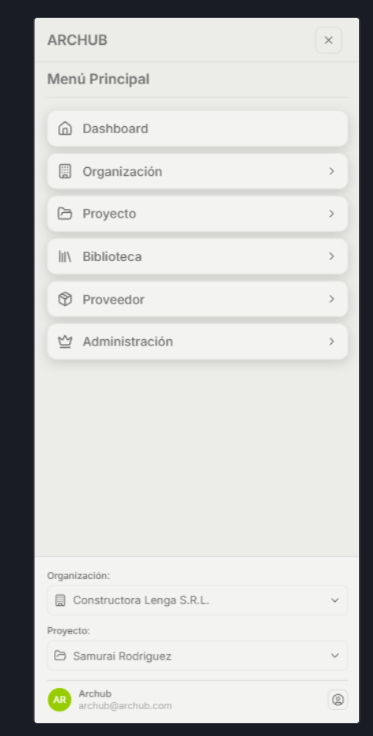 ARCHUB
Menú Principal
Dashboard
Organización
Proyecto
Biblioteca
Proveedor
Administración
Organización:
Constructora Lenga S.R.L.
Proyecto:
Samurai Rodriguez
AR
Archub
archub@archub.com